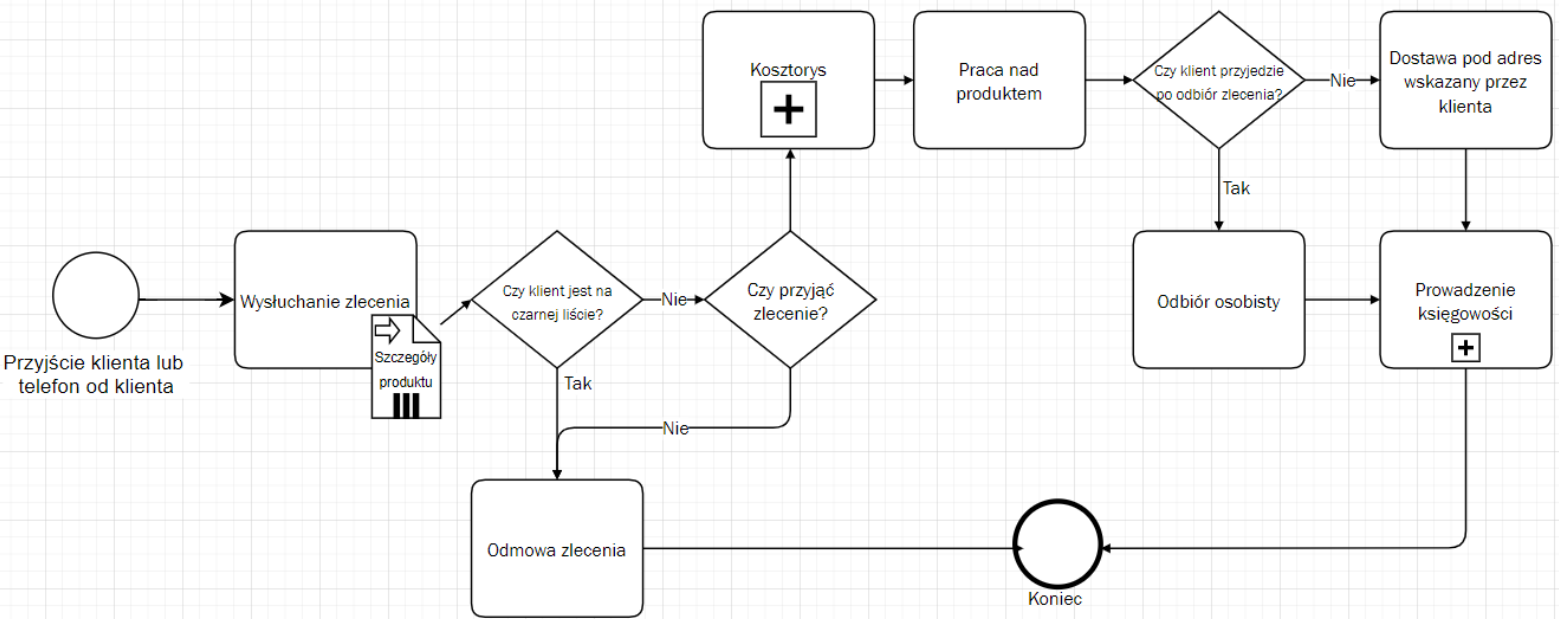 Kosztorys
Praca nad
produktem
Czy klient przyjedzie
po odbiór zlecenia?
Nie
Dostawa pod adres
wskazany przez
klienta
Tak
Przyjście klienta lub
telefon od klienta
Wysłuchanie zlecenia
Szczegóły
produktu
Czy klient jest na
czarnej liście?
Nie
Czy przyjąć
zlecenie?
Odbiór osobisty
Prowadzenie
księgowości
Tak
Nie
Odmowa zlecenia
Koniec